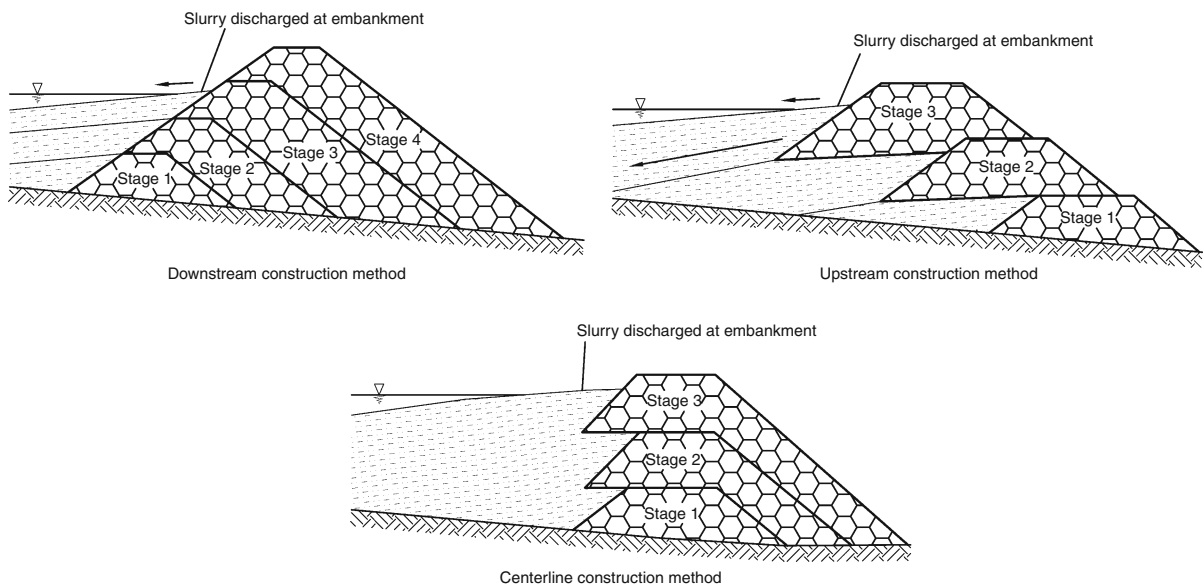 Slurry discharged at embankment
Stage 1
Stage 2
Stage 3
Stage 4
Downstream construction method
Slurry discharged at embankment
Stage 3
Stage 2
Stage 1
Upstream construction method
Slurry discharged at embankment
Stage 3
Stage 2
Stage 1
Centerline construction method